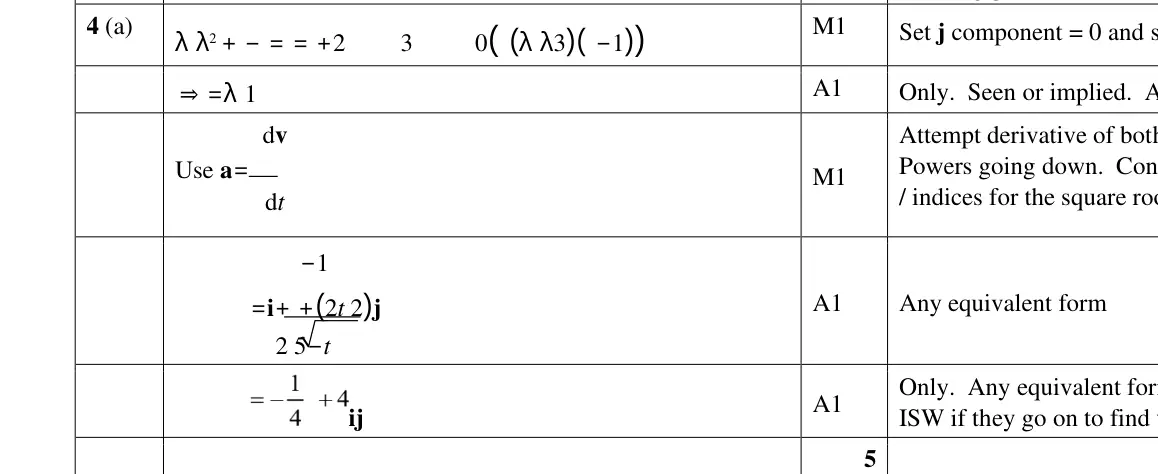 4 (a)
λ λ² + − = = +2 3 0( (λ λ3)( −1))
M1
Set j component = 0 and s
⇒ =λ 1
A1
Only. Seen or implied. A
dv
Use a=
dt
M1
Attempt derivative of both
Powers going down. Con
/ indices for the square roo
−1
=i+ +(2t 2)j
2 5√−t
A1
Any equivalent form
= − 1/4 + 4
ij
A1
Only. Any equivalent for
ISW if they go on to find
5